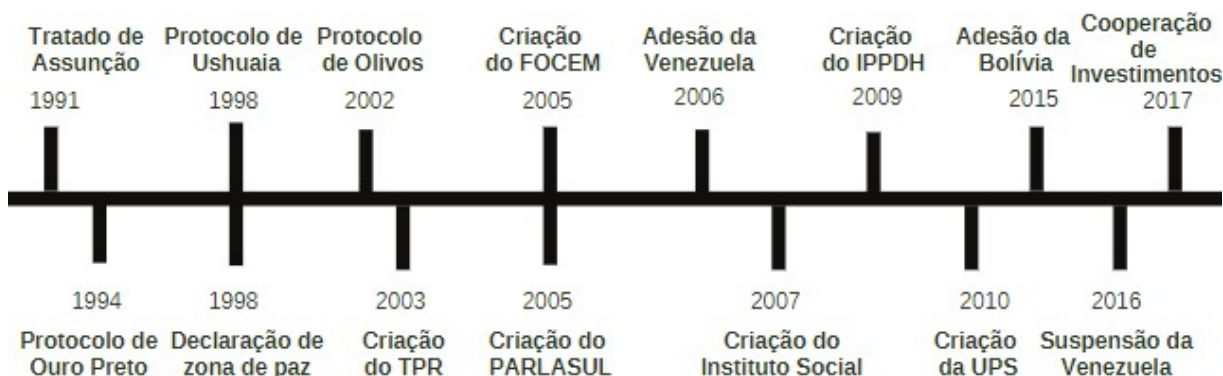 Tratado de
Assunção
1991
Protocolo de
Ushuaia
1998
Protocolo
de Olivos
2002
Criação
do FOCEM
2005
Adesão da
Venezuela
2006
Criação
do IPPDH
2009
Adesão da
Bolívia
2015
Cooperação
de
Investimentos
2017
1994
Protocolo de
Ouro Preto
1998
Declaração de
zona de paz
2003
Criação
do TPR
2005
Criação do
PARLASUL
2007
Criação do
Instituto Social
2010
Criação
da UPS
2016
Suspensão da
Venezuela